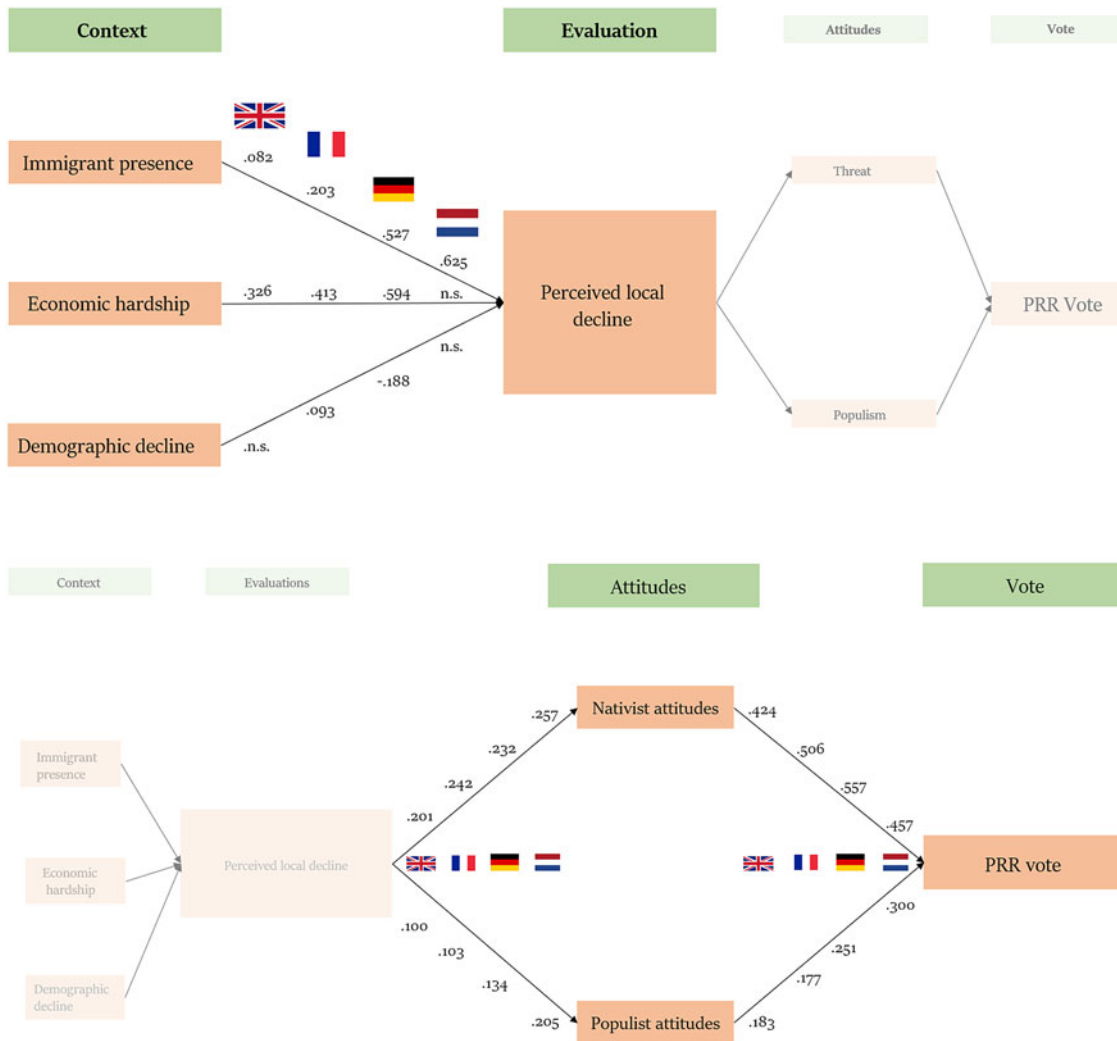 Context
Evaluation
Attitudes
Vote
Immigrant presence
.082
.203
.527
.625
Threat
Economic hardship
.326
.413
.594
n.s.
Perceived local
decline
PRR Vote
n.s.
-.188
.093
Populism
Demographic decline
.n.s.
Context
Evaluations
Attitudes
Vote
.257
Nativist attitudes
.424
.232
.506
Immigrant
presence
.242
.557
.201
.457
Economic
hardship
Perceived local decline
PRR vote
.100
.300
.103
.251
.134
.177
Demographic
decline
.205
Populist attitudes
.183